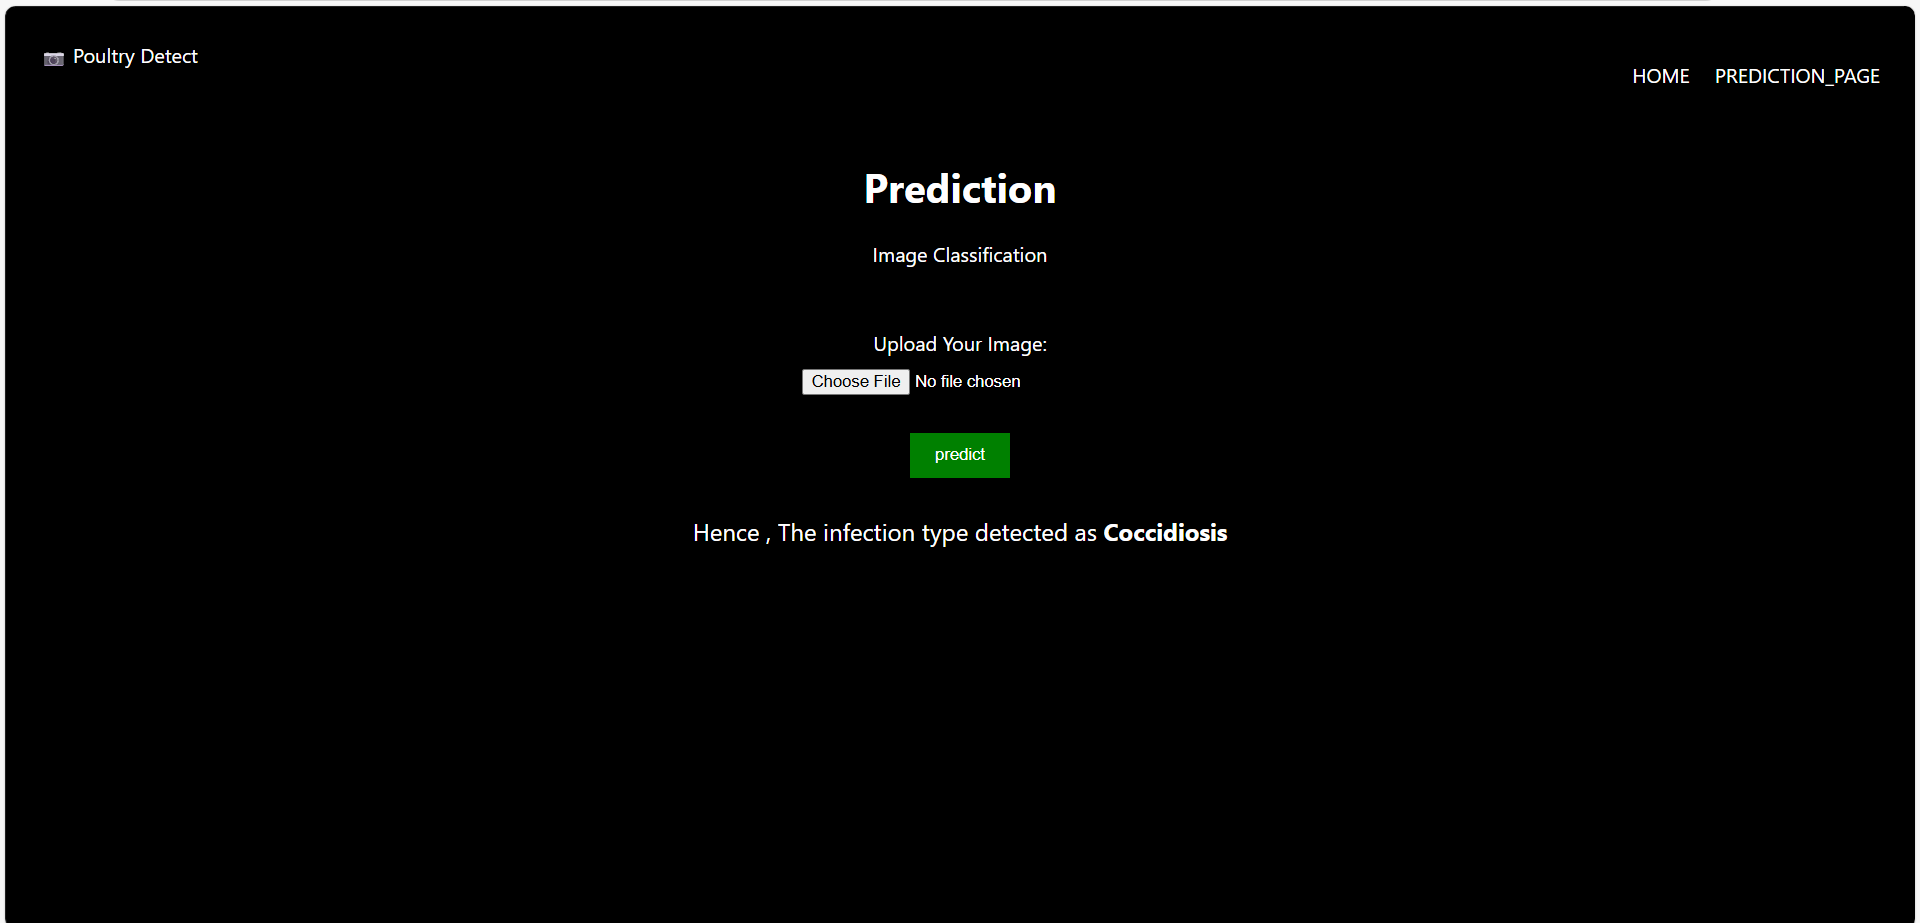 Poultry Detect
HOME PREDICTION_PAGE
Prediction
Image Classification
Upload Your Image:
Choose File No file chosen
predict
Hence , The infection type detected as Coccidiosis